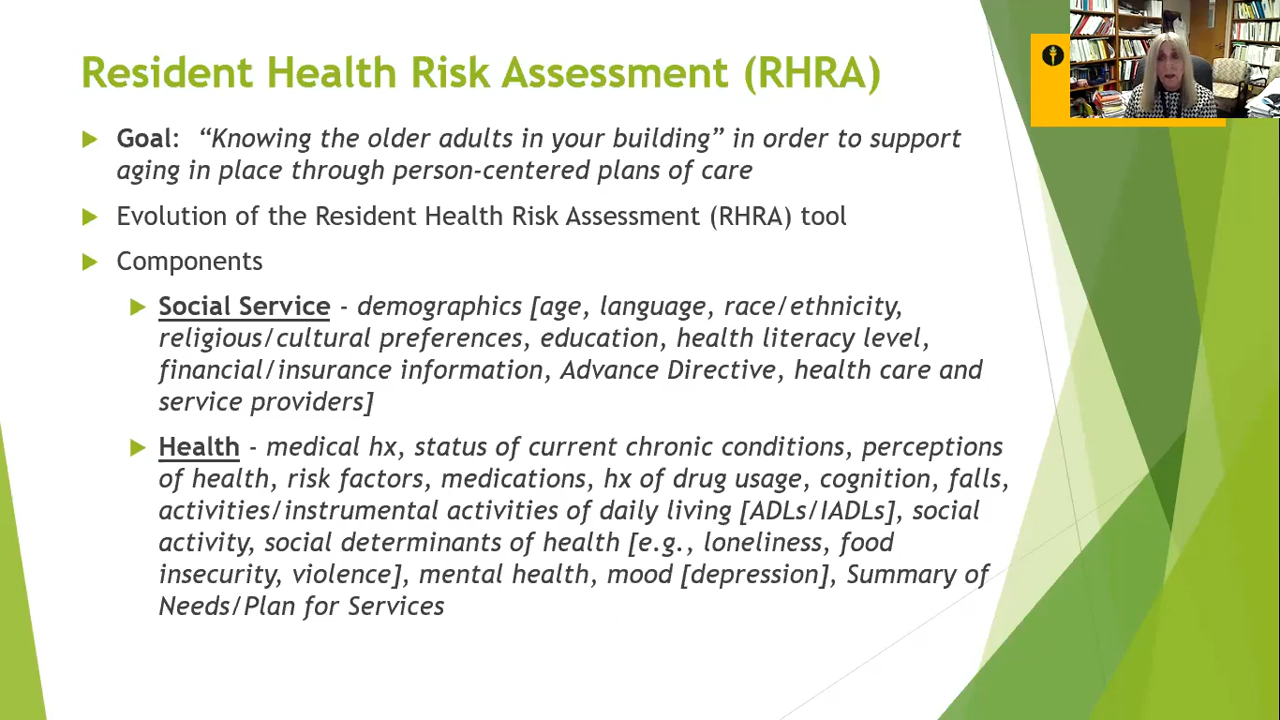 Resident Health Risk Assessment (RHRA)
Goal: “Knowing the older adults in your building” in order to support
aging in place through person-centered plans of care
Evolution of the Resident Health Risk Assessment (RHRA) tool
Components
Social Service - demographics [age, language, race/ethnicity,
religious/cultural preferences, education, health literacy level,
financial/insurance information, Advance Directive, health care and
service providers]
Health - medical hx, status of current chronic conditions, perceptions
of health, risk factors, medications, hx of drug usage, cognition, falls,
activities/instrumental activities of daily living [ADLs/IADLs], social
activity, social determinants of health [e.g., loneliness, food
insecurity, violence], mental health, mood [depression], Summary of
Needs/Plan for Services